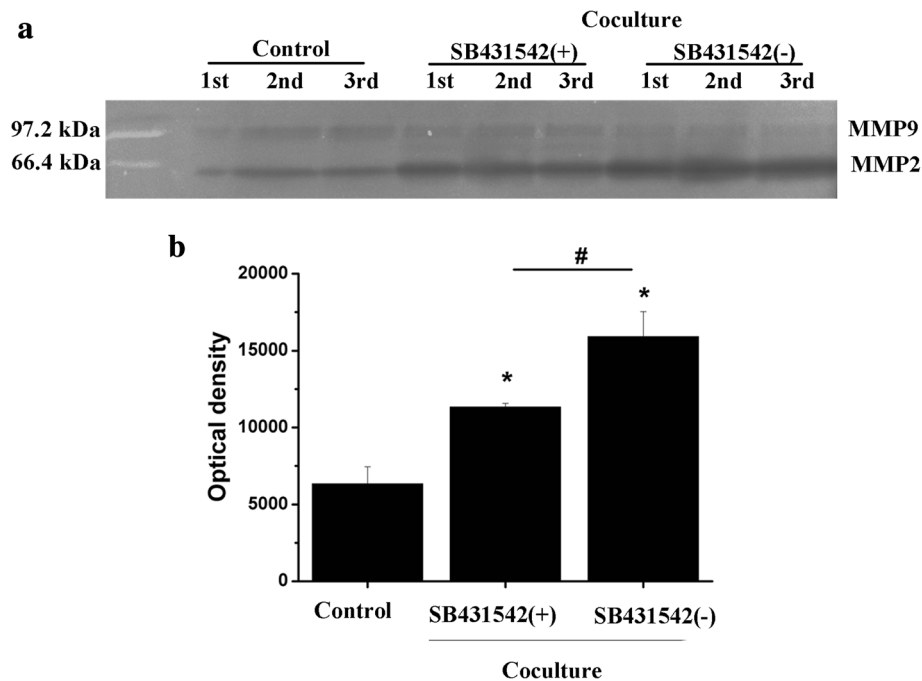 a
Coculture
Control SB431542(+) SB431542(-)
1st 2nd 3rd 1st 2nd 3rd 1st 2nd 3rd
97.2 kDa MMP9
66.4 kDa MMP2
b
#
20000
*
15000
*
10000
5000
0
Optical density
Control SB431542(+) SB431542(-)
Coculture